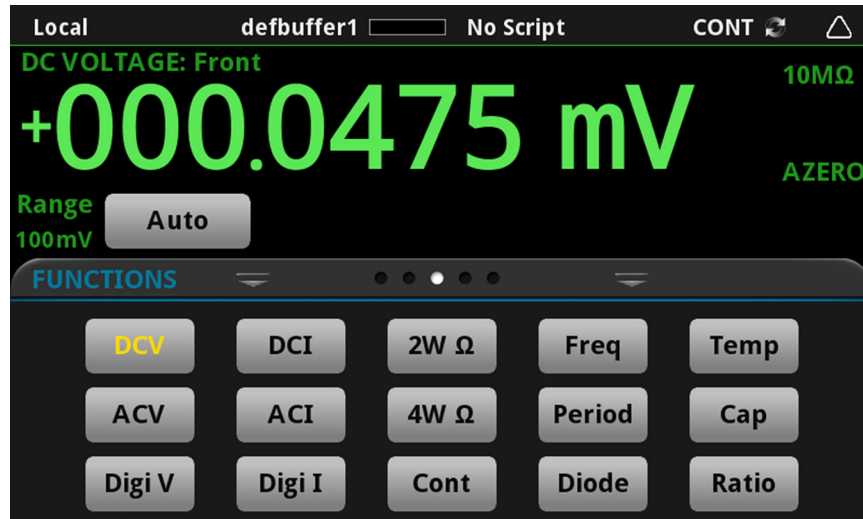 Local defbuffer1 No Script CONT
DC VOLTAGE: Front 10MΩ
+000.0475 mV
AZERO
Range Auto
100mV
FUNCTIONS
DCV DCI 2W Ω Freq Temp
ACV ACI 4W Ω Period Cap
Digi V Digi I Cont Diode Ratio